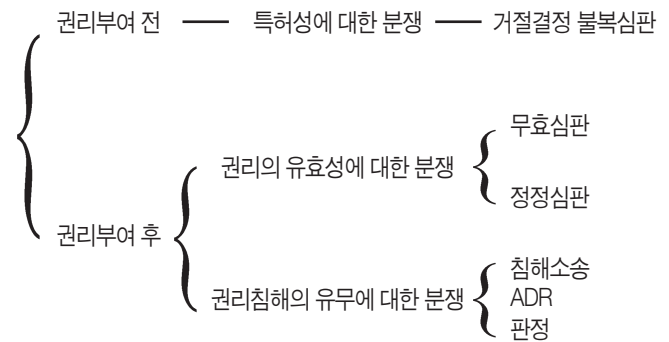 권리부여 전 특허성에 대한 분쟁 거절결정 불복심판
무효심판
권리의 유효성에 대한 분쟁
정정심판
권리부여 후
침해소송
권리침해의 유무에 대한 분쟁 ADR
판정